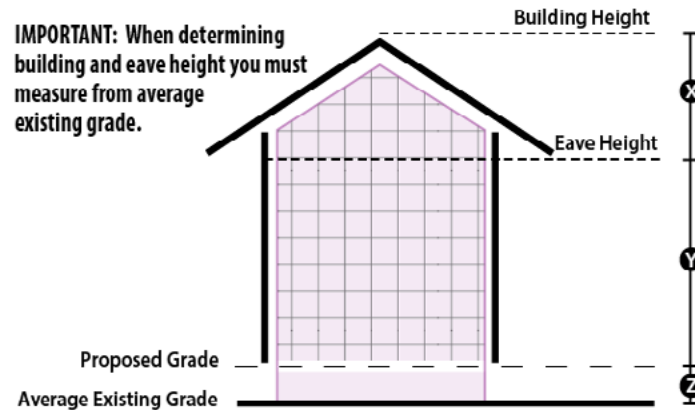 Building Height
IMPORTANT: When determining
building and eave height you must
measure from average
existing grade.
X
Eave Height
Y
Proposed Grade
Z
Average Existing Grade